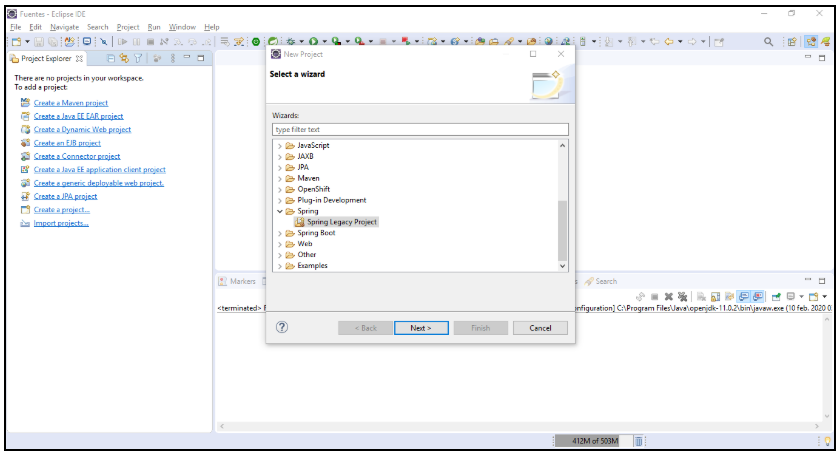 Fuentes - Eclipse IDE
File Edit Navigate Search Project Run Window Help
Project Explorer
There are no projects in your workspace.
To add a project:
Create a Maven project
Create a Java EE EAR project
Create a Dynamic Web project
Create an EJB project
Create a Connector project
Create a Java EE application client project
Create a generic deployable web project.
Create a JPA project
Create a project...
Import projects...
New Project
Select a wizard
Wizards:
type filter text
JavaScript
JAXB
JPA
Maven
OpenShift
Plug-in Development
Spring
Spring Legacy Project
Spring Boot
Web
Other
Examples
< Back Next > Finish Cancel
Markers
Search
<terminated>
onfiguration] C:\Program Files\Java\openjdk-11.0.2\bin\javaw.exe (10 feb. 2020 0
412M of 503M